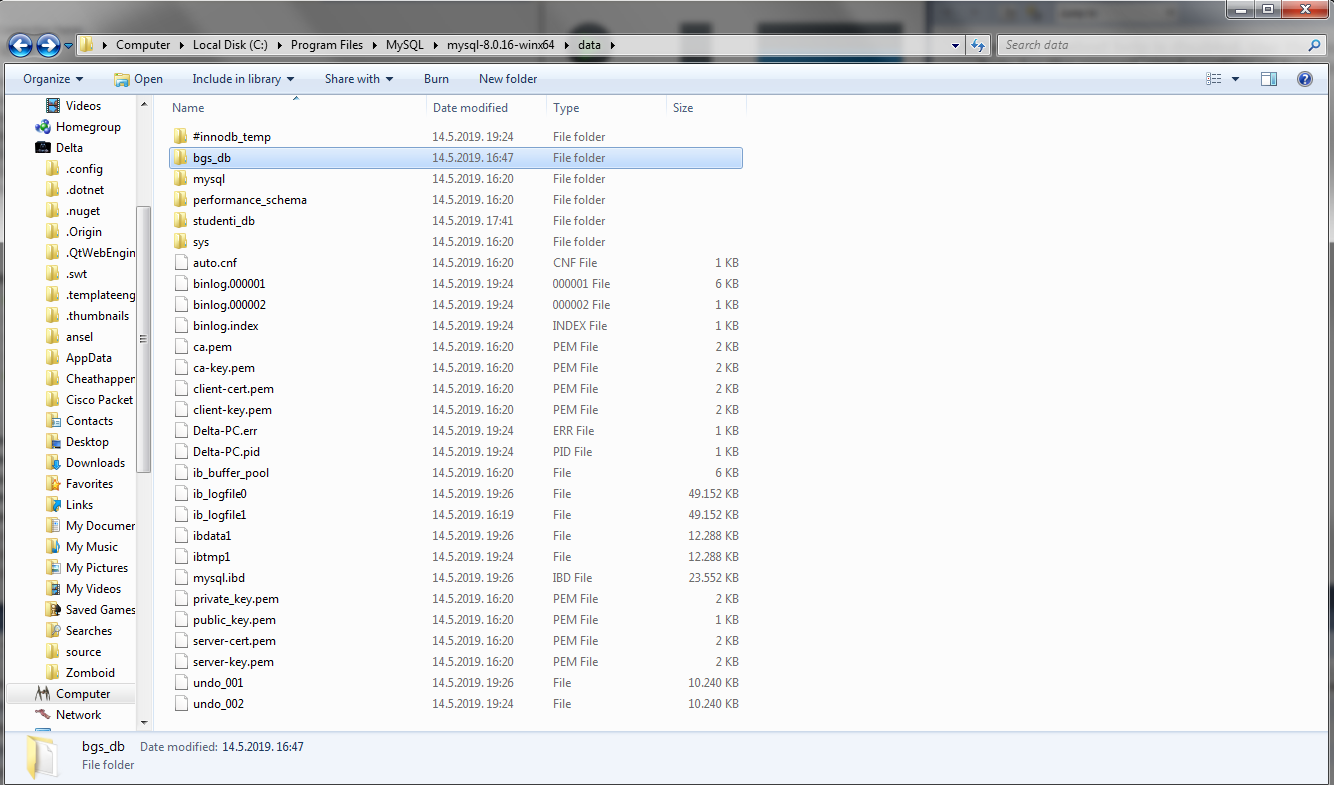 Computer Local Disk (C:) Program Files MySQL mysql-8.0.16-winx64 data Search data
Organize Open Include in library Share with Burn New folder
Videos
Homegroup
Delta
.config
.dotnet
.nuget
.Origin
.QtWebEngin
.swt
.templateeng
.thumbnails
ansel
AppData
Cheathapper
Cisco Packet
Contacts
Desktop
Downloads
Favorites
Links
My Documer
My Music
My Pictures
My Videos
Saved Games
Searches
source
Zomboid
Computer
Network
Name Date modified Type Size
#innodb_temp 14.5.2019. 19:24 File folder
bgs_db 14.5.2019. 16:47 File folder
mysql 14.5.2019. 16:20 File folder
performance_schema 14.5.2019. 16:20 File folder
studenti_db 14.5.2019. 17:41 File folder
sys 14.5.2019. 16:20 File folder
auto.cnf 14.5.2019. 16:20 CNF File 1 KB
binlog.000001 14.5.2019. 19:24 000001 File 6 KB
binlog.000002 14.5.2019. 19:24 000002 File 1 KB
binlog.index 14.5.2019. 19:24 INDEX File 1 KB
ca.pem 14.5.2019. 16:20 PEM File 2 KB
ca-key.pem 14.5.2019. 16:20 PEM File 2 KB
client-cert.pem 14.5.2019. 16:20 PEM File 2 KB
client-key.pem 14.5.2019. 16:20 PEM File 2 KB
Delta-PC.err 14.5.2019. 19:24 ERR File 1 KB
Delta-PC.pid 14.5.2019. 19:24 PID File 1 KB
ib_buffer_pool 14.5.2019. 16:20 File 6 KB
ib_logfile0 14.5.2019. 19:26 File 49.152 KB
ib_logfile1 14.5.2019. 16:19 File 49.152 KB
ibdata1 14.5.2019. 19:26 File 12.288 KB
ibtmp1 14.5.2019. 19:24 File 12.288 KB
mysql.ibd 14.5.2019. 19:26 IBD File 23.552 KB
private_key.pem 14.5.2019. 16:20 PEM File 2 KB
public_key.pem 14.5.2019. 16:20 PEM File 1 KB
server-cert.pem 14.5.2019. 16:20 PEM File 2 KB
server-key.pem 14.5.2019. 16:20 PEM File 2 KB
undo_001 14.5.2019. 19:26 File 10.240 KB
undo_002 14.5.2019. 19:24 File 10.240 KB
bgs_db Date modified: 14.5.2019. 16:47
File folder